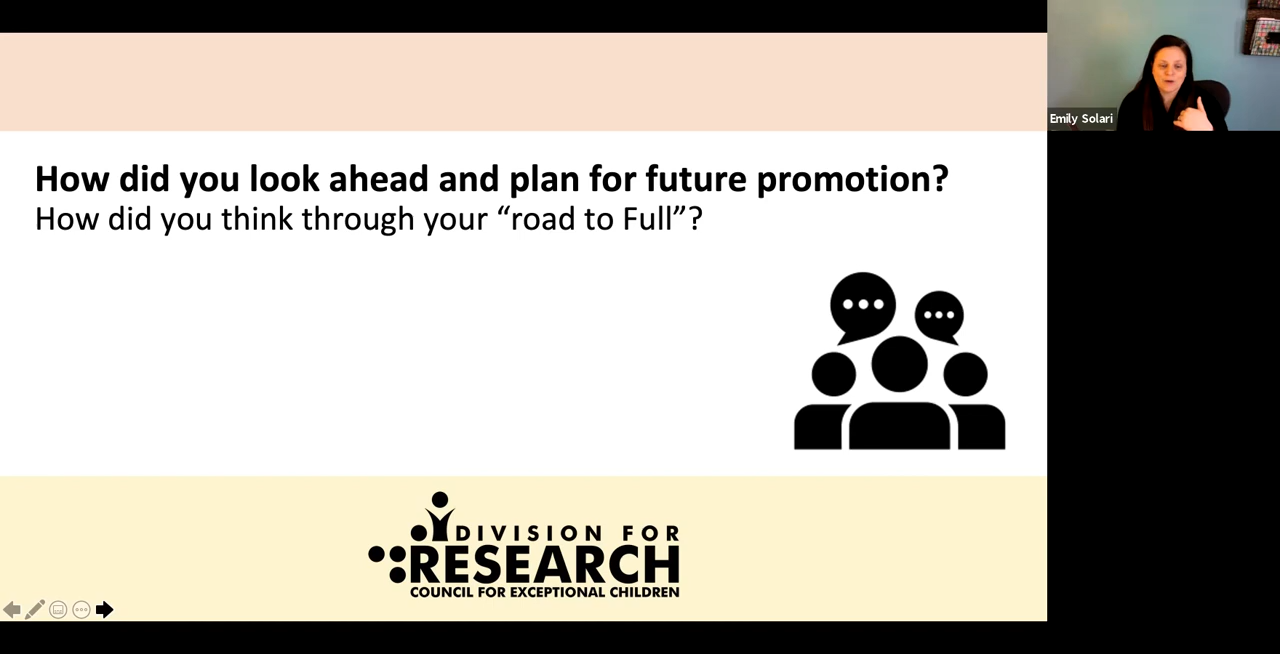 How did you look ahead and plan for future promotion?
How did you think through your “road to Full”?
Emily Solari
DIVISION FOR
RESEARCH
COUNCIL FOR EXCEPTIONAL CHILDREN